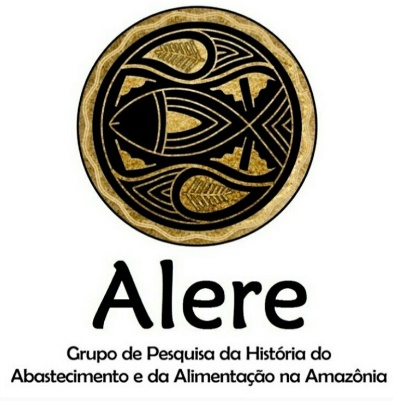 Alere
Grupo de Pesquisa da História do
Abastecimento e da Alimentação na Amazônia